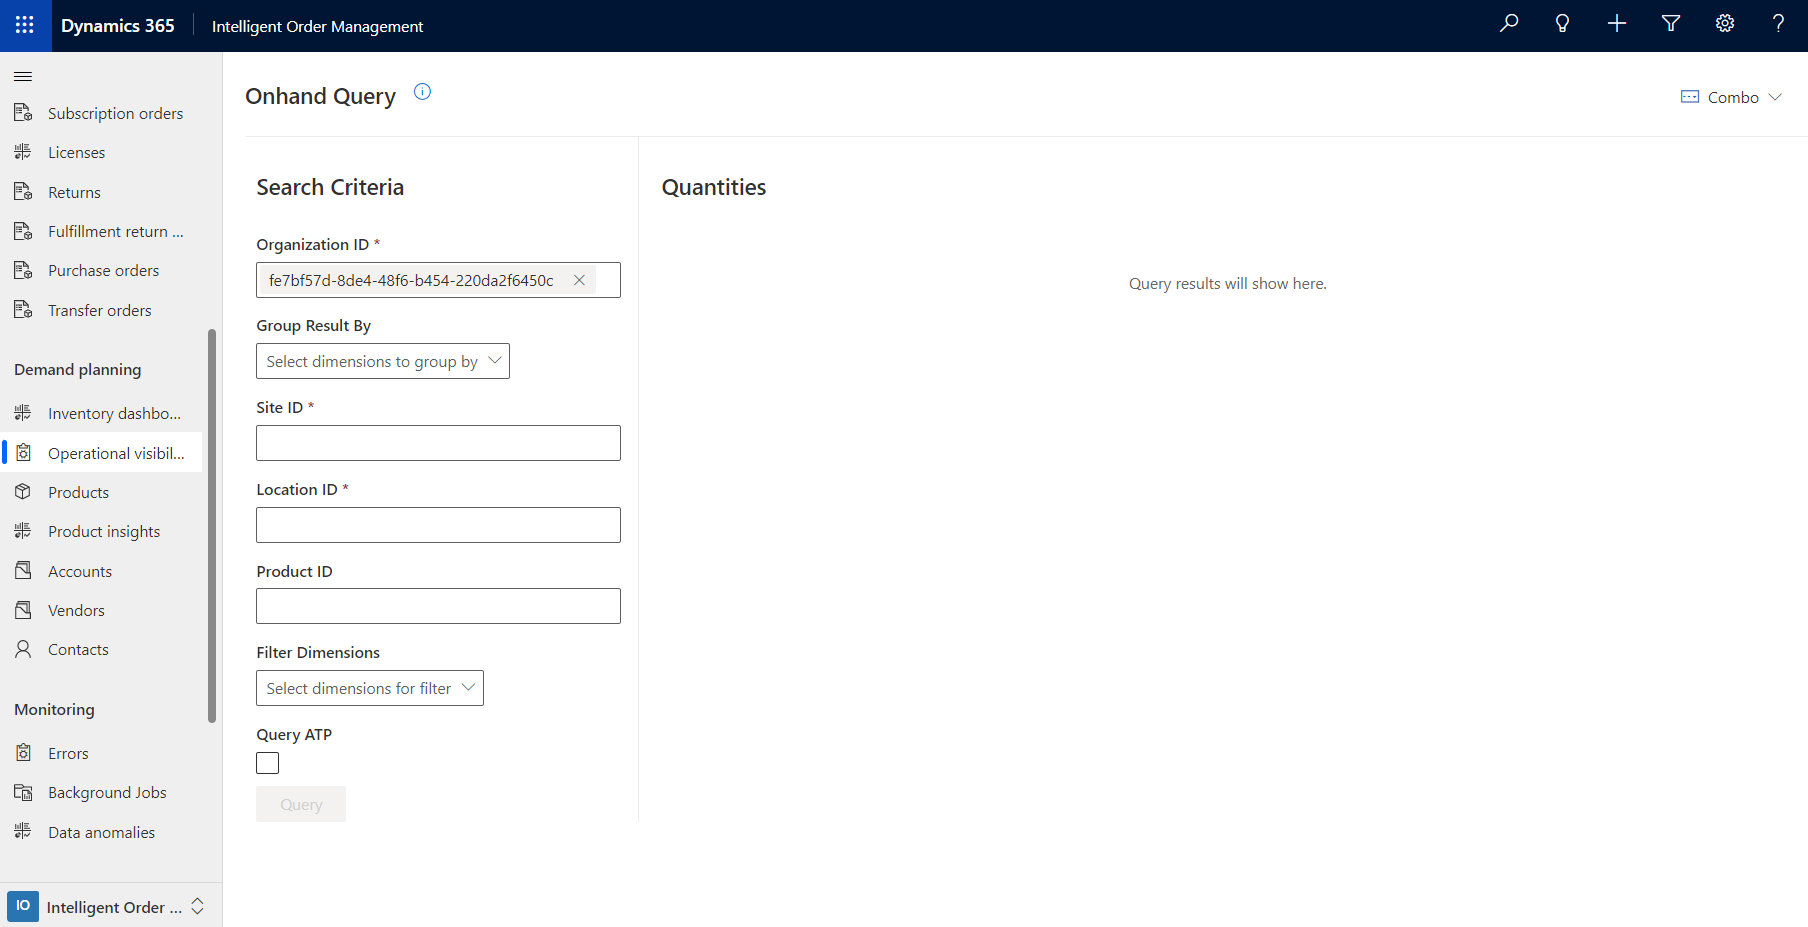 Dynamics 365
Intelligent Order Management
Subscription orders
Licenses
Returns
Fulfillment return ...
Purchase orders
Transfer orders
Demand planning
Inventory dashbo...
Operational visibil...
Products
Product insights
Accounts
Vendors
Contacts
Monitoring
Errors
Background Jobs
Data anomalies
IO
Intelligent Order ...
Onhand Query
Combo
Search Criteria
Organization ID *
fe7bf57d-8de4-48f6-b454-220da2f6450c
Group Result By
Select dimensions to group by
Site ID *
Location ID *
Product ID
Filter Dimensions
Select dimensions for filter
Query ATP
Query
Quantities
Query results will show here.